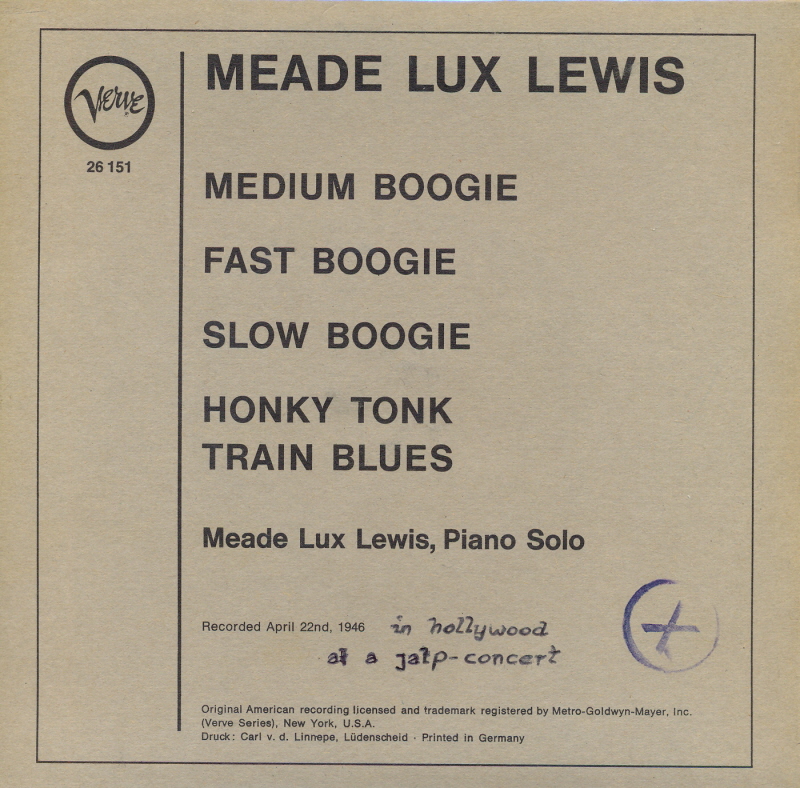 MEADE LUX LEWIS
Verve
26 151
MEDIUM BOOGIE
FAST BOOGIE
SLOW BOOGIE
HONKY TONK
TRAIN BLUES
Meade Lux Lewis, Piano Solo
Recorded April 22nd, 1946 in hollywood
at a jatp-concert
Original American recording licensed and trademark registered by Metro-Goldwyn-Mayer, Inc.
(Verve Series), New York, U.S.A.
Druck: Carl v. d. Linnepe, Lüdenscheid · Printed in Germany